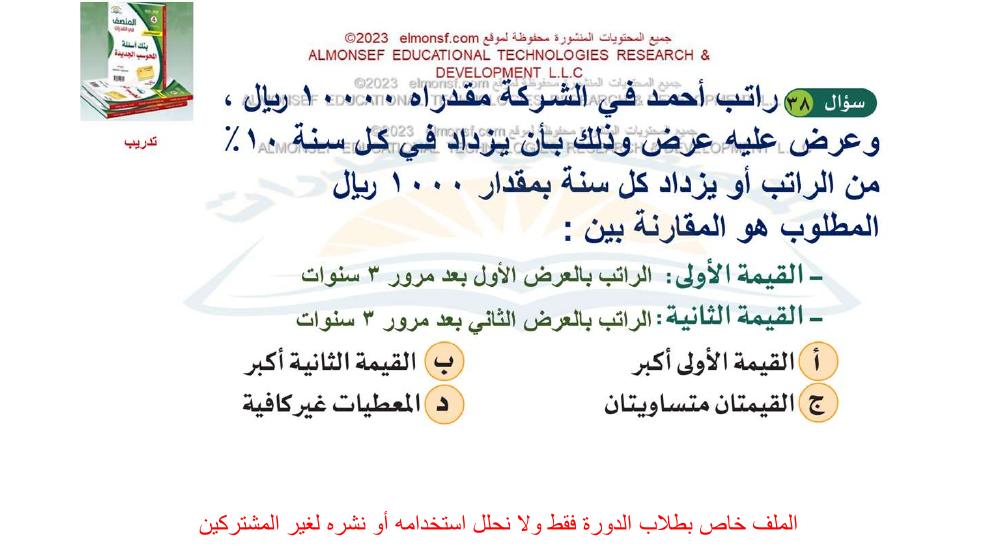 جميع المحتويات المنشورة محفوظة لموقع elmonsf.com ©2023
ALMONSEF EDUCATIONAL TECHNOLOGIES RESEARCH &
DEVELOPMENT L.L.C
المنصف
بنك أسئلة
المحوسب الجديدة
تدريب
سؤال ٣٨ راتب أحمد في الشركة مقدراه ١٠٠٠٠ ريال ،
وعرض عليه عرض وذلك بأن يزداد في كل سنة ١٠٪
من الراتب أو يزداد كل سنة بمقدار ١٠٠٠ ريال
المطلوب هو المقارنة بين :
– القيمة الأولى: الراتب بالعرض الأول بعد مرور ٣ سنوات
– القيمة الثانية: الراتب بالعرض الثاني بعد مرور ٣ سنوات
أ القيمة الأولى أكبر
ب القيمة الثانية أكبر
ج القيمتان متساويتان
د المعطيات غير كافية
الملف خاص بطلاب الدورة فقط ولا نحلل استخدامه أو نشره لغير المشتركين